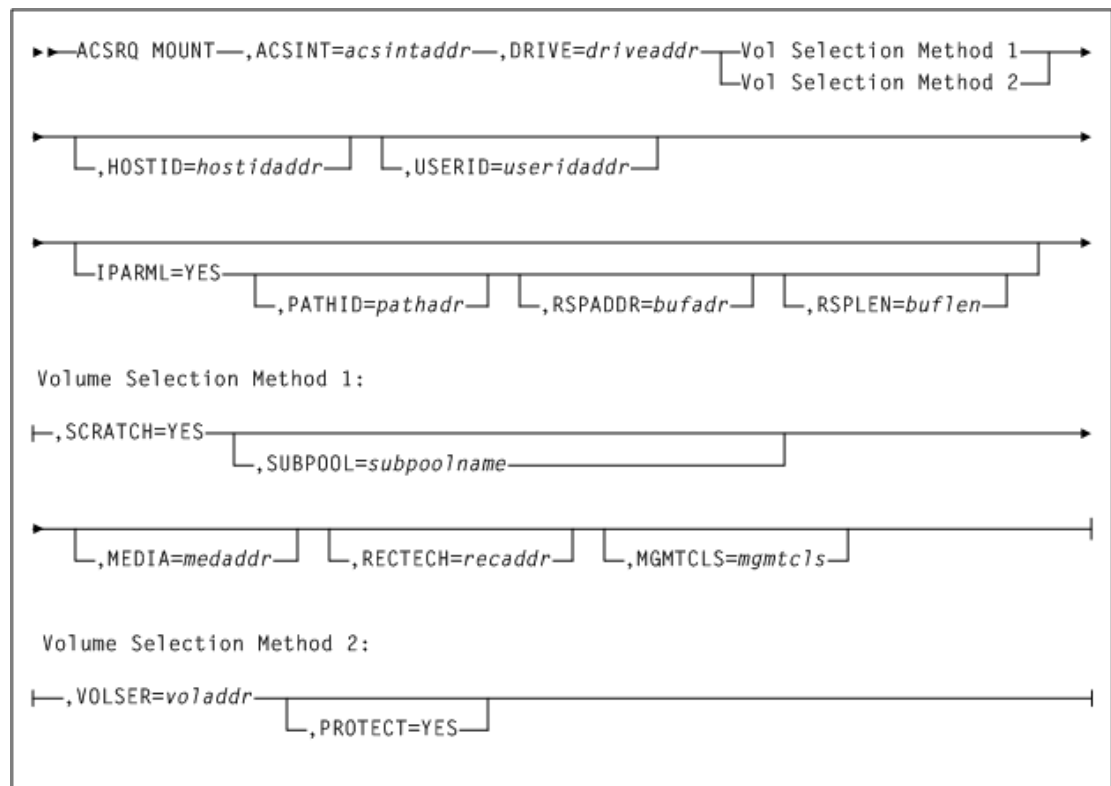 ACSRQ MOUNT ,ACSINT=acsintaddr ,DRIVE=driveaddr Vol Selection Method 1
Vol Selection Method 2
,HOSTID=hostidaddr ,USERID=useridaddr
IPARML=YES
,PATHID=pathadr ,RSPADDR=bufadr ,RSPLEN=buflen
Volume Selection Method 1:
,SCRATCH=YES
,SUBPOOL=subpoolname
,MEDIA=medaddr ,RECTECH=recaddr ,MGMTCLS=mgmtcls
Volume Selection Method 2:
,VOLSER=voladdr
,PROTECT=YES